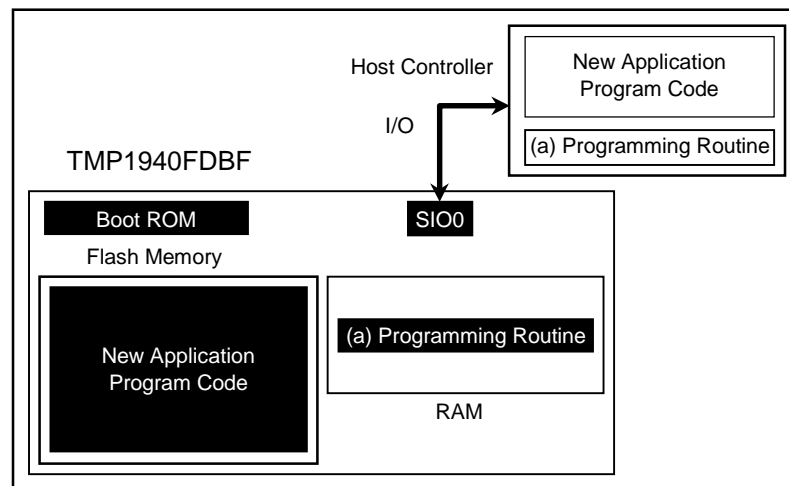 Host Controller
New Application
Program Code
I/O
(a) Programming Routine
TMP1940FDBF
Boot ROM
SIO0
Flash Memory
New Application
Program Code
(a) Programming Routine
RAM